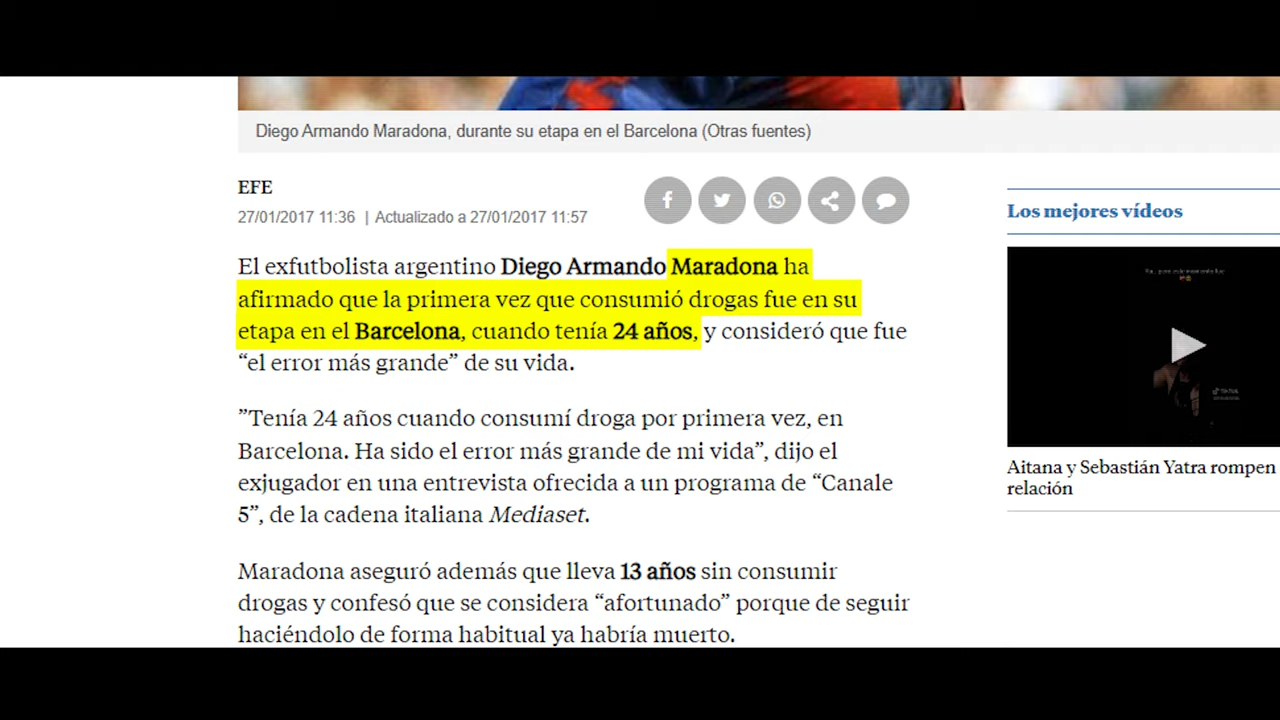 Diego Armando Maradona, durante su etapa en el Barcelona (Otras fuentes)
EFE
27/01/2017 11:36 | Actualizado a 27/01/2017 11:57
El exfutbolista argentino Diego Armando Maradona ha
afirmado que la primera vez que consumió drogas fue en su
etapa en el Barcelona, cuando tenía 24 años, y consideró que fue
“el error más grande” de su vida.
”Tenía 24 años cuando consumí droga por primera vez, en
Barcelona. Ha sido el error más grande de mi vida”, dijo el
exjugador en una entrevista ofrecida a un programa de “Canale
5”, de la cadena italiana Mediaset.
Maradona aseguró además que lleva 13 años sin consumir
drogas y confesó que se considera “afortunado” porque de seguir
haciéndolo de forma habitual ya habría muerto.
Los mejores vídeos
Aitana y Sebastián Yatra rompen
relación